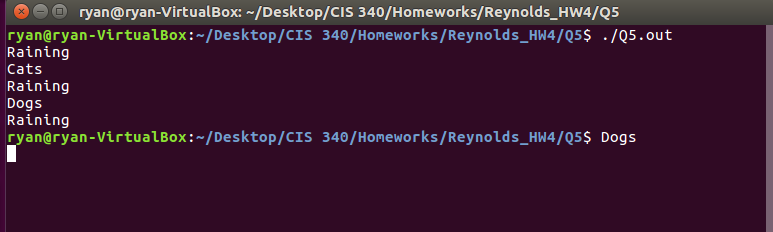 ryan@ryan-VirtualBox: ~/Desktop/CIS 340/Homeworks/Reynolds_HW4/Q5
ryan@ryan-VirtualBox:~/Desktop/CIS 340/Homeworks/Reynolds_HW4/Q5$ ./Q5.out
Raining
Cats
Raining
Dogs
Raining
ryan@ryan-VirtualBox:~/Desktop/CIS 340/Homeworks/Reynolds_HW4/Q5$ Dogs